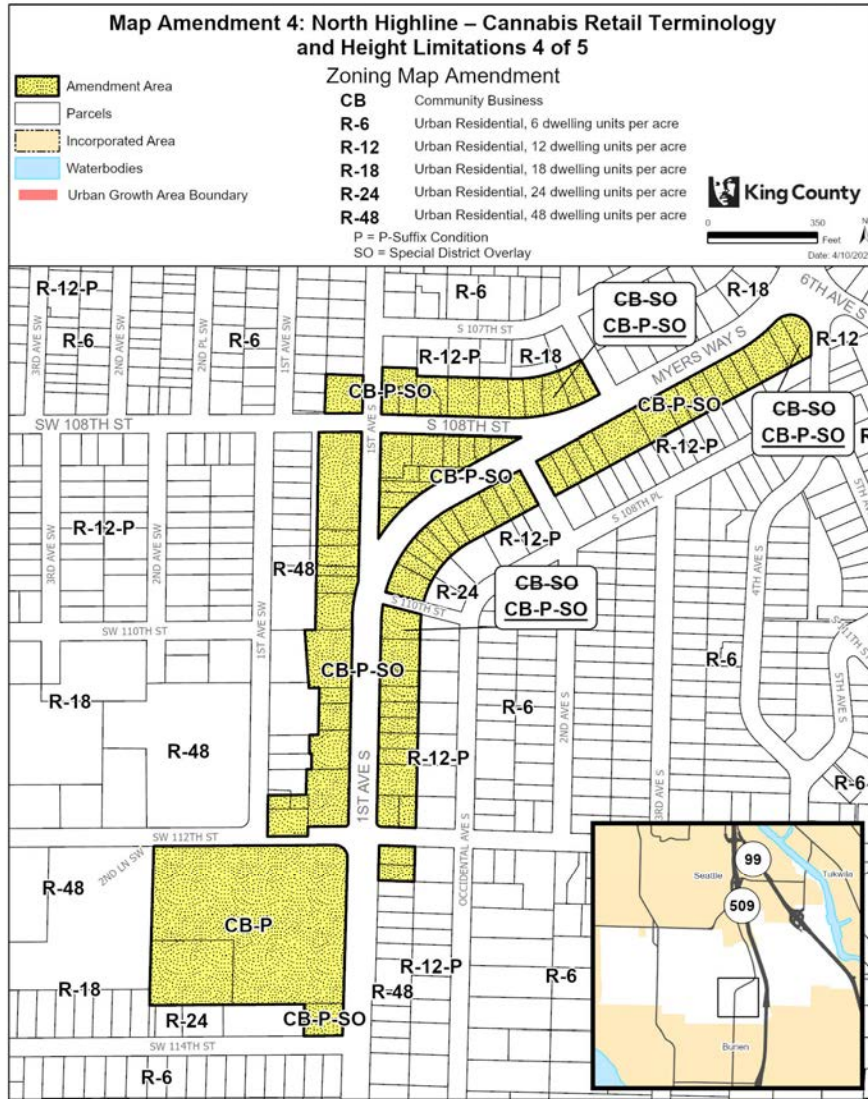 Map Amendment 4: North Highline – Cannabis Retail Terminology
and Height Limitations 4 of 5
Amendment Area
Parcels
Incorporated Area
Waterbodies
Urban Growth Area Boundary
Zoning Map Amendment
CB Community Business
R-6 Urban Residential, 6 dwelling units per acre
R-12 Urban Residential, 12 dwelling units per acre
R-18 Urban Residential, 18 dwelling units per acre
R-24 Urban Residential, 24 dwelling units per acre
R-48 Urban Residential, 48 dwelling units per acre
P = P-Suffix Condition
SO = Special District Overlay
King County
0 350
Feet
N
Date: 4/10/202
R-12-P
R-6
R-6
3RD AVE SW
2ND AVE SW
2ND PL SW
1ST AVE SW
R-6
S 107TH ST
R-12-P
R-18
CB-SO
CB-P-SO
R-18
6TH AVE S
R-12
MYERS WAY S
CB-P-SO
1ST AVE S
SW 108TH ST
S 108TH ST
CB-P-SO
R-12-P
CB-SO
CB-P-SO
R
5TH
CB-P-SO
S 108TH PL
R-12-P
R-12-P
3RD AVE SW
2ND AVE SW
R-48
R-24
S 110TH ST
CB-SO
CB-P-SO
4TH AVE S
S 111TH ST
SW 110TH ST
1ST AVE SW
CB-P-SO
R-6
R-6
5TH AVE S
R-18
R-48
2ND AVE S
R-12-P
R-6
1ST AVE S
OCCIDENTAL AVE S
3RD AVE S
SW 112TH ST
2ND LN SW
R-48
CB-P
R-12-P
R-6
R-18
R-48
R-24
CB-P-SO
SW 114TH ST
R-6
99
Seattle
Tukwila
509
Burien